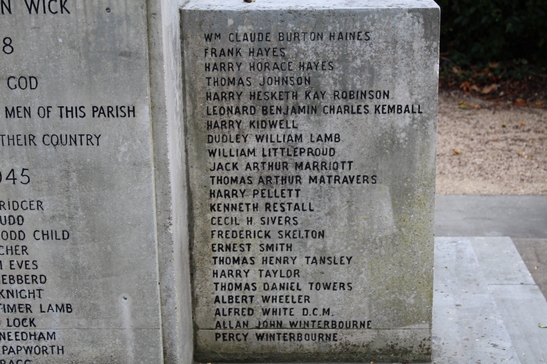 N WICK
8
GOD
MEN OF THIS PARISH
THEIR COUNTRY
945
RIDGER
UDD
ODD CHILD
CHER
EVES
HEBBERD
KNIGHT
TIMER LAMB
LOCK
NEEDHAM
PAPWORTH
RAGG
WM CLAUDE BURTON HAINES
FRANK HAYES
HARRY HORACE HAYES
THOMAS JOHNSON
HARRY HESKETH KAY ROBINSON
LEONARD BENJAMIN CHARLES KEMBALL
HARRY KIDWELL
DUDLEY WILLIAM LAMB
WILLIAM LITTLEPROUD
JACK ARTHUR MARRIOTT
THOMAS ARTHUR MATRAVERS
HARRY PELLETT
KENNETH RESTALL
CECIL H. SIVERS
FREDERICK SKELTON
ERNEST SMITH
THOMAS HENRY TANSLEY
HARRY TAYLOR
THOMAS DANIEL TOWERS
ALBERT WHEELER
ALFRED WHITE D.C.M.
ALLAN JOHN WINTERBOURNE
PERCY WINTERBOURNE